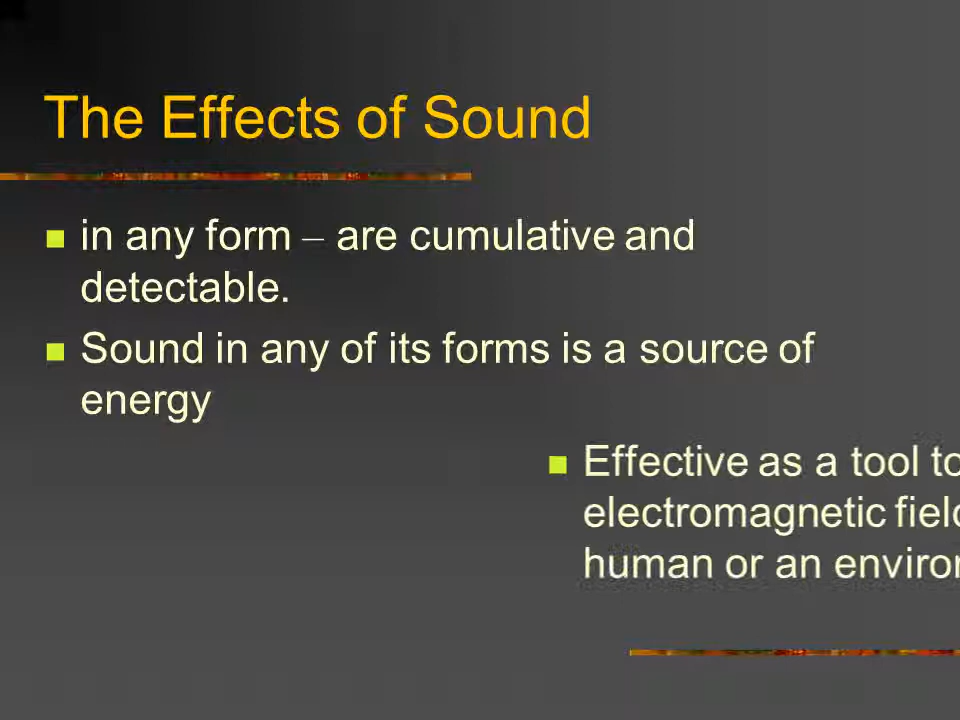 The Effects of Sound
in any form – are cumulative and
detectable.
Sound in any of its forms is a source of
energy
Effective as a tool to
electromagnetic
human or an